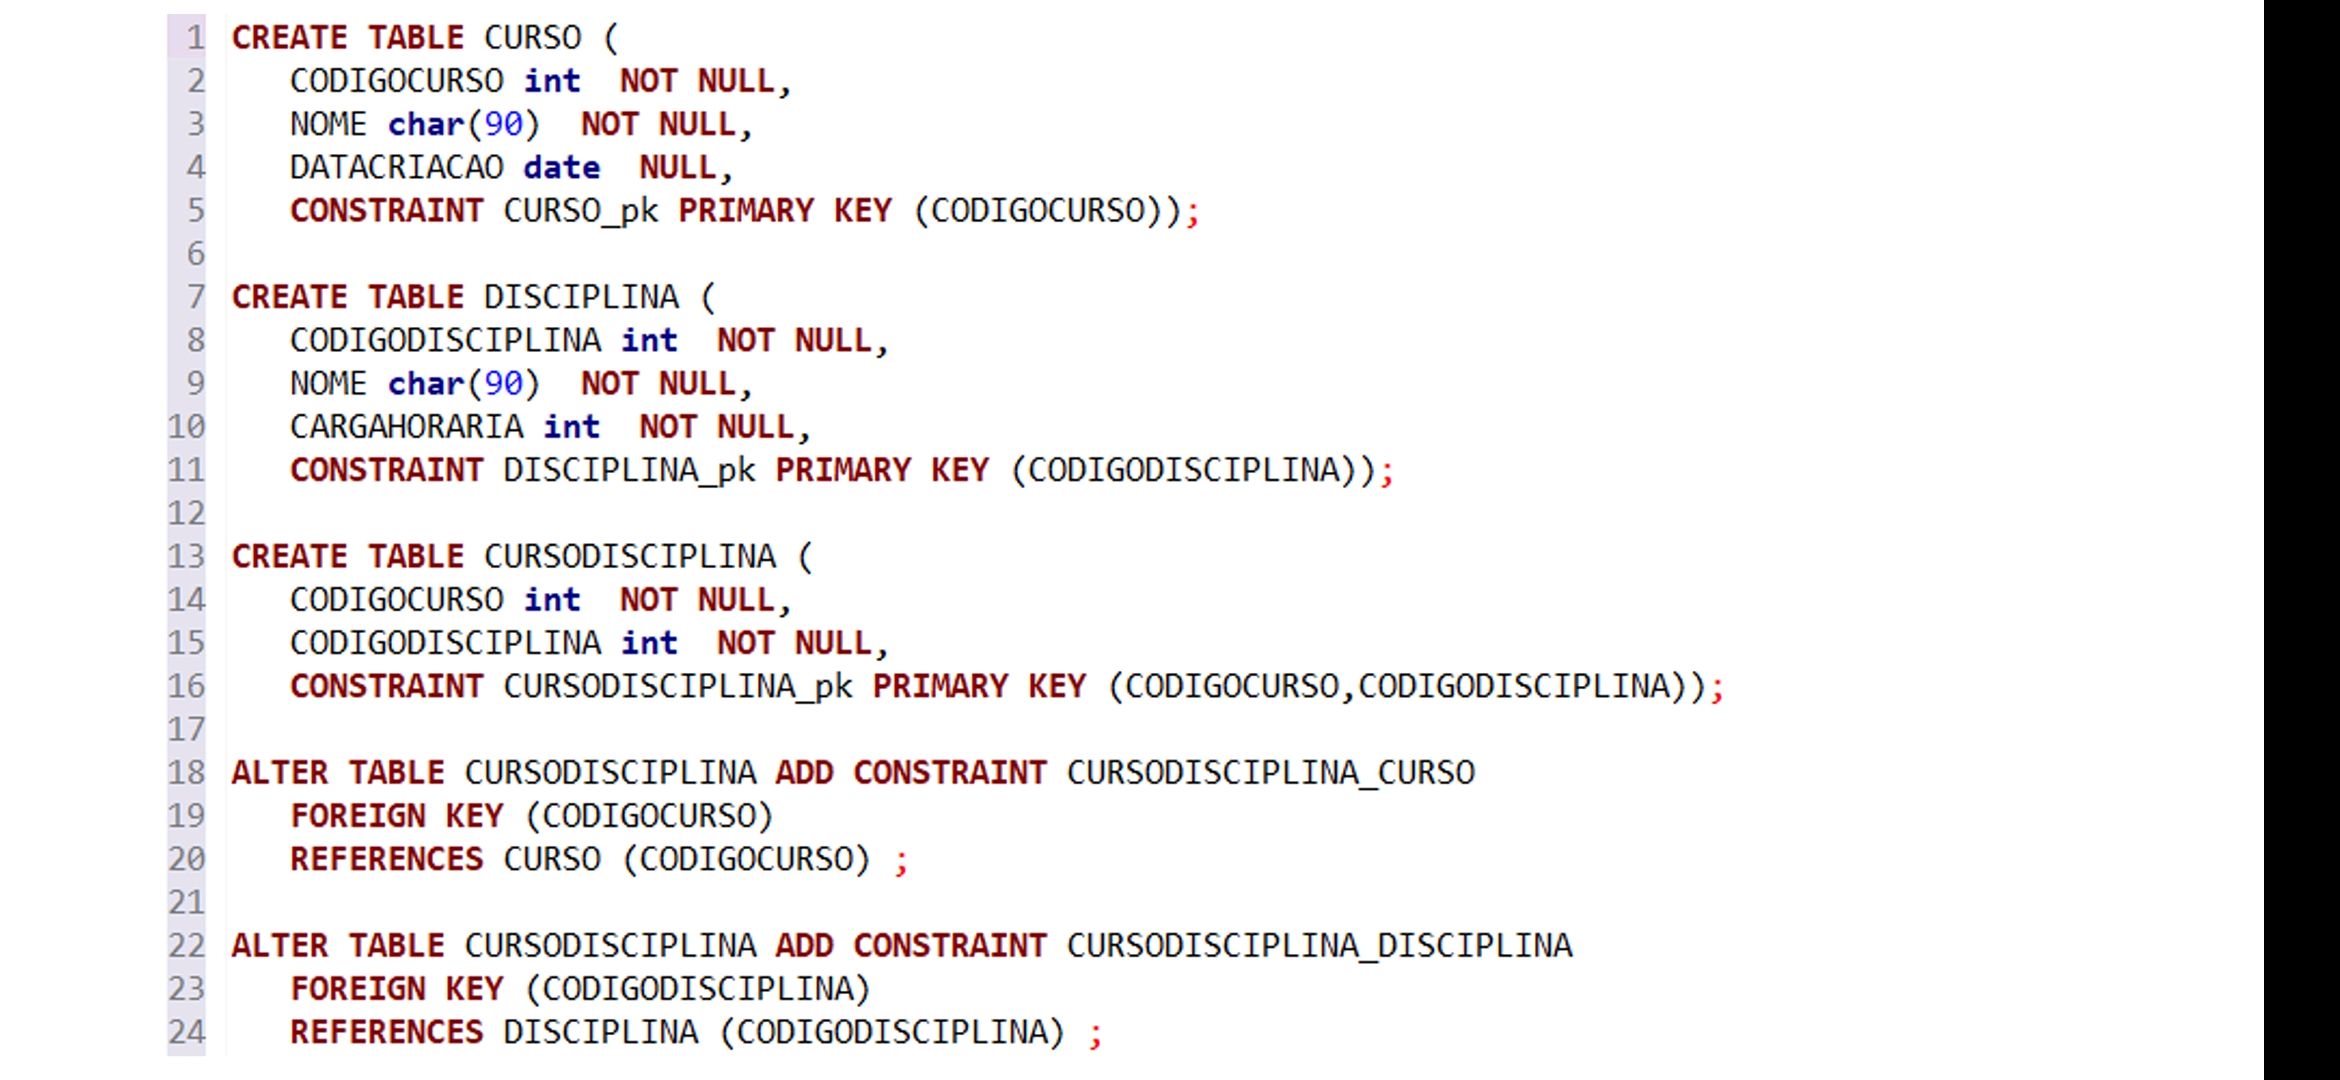 1 CREATE TABLE CURSO (
2 CODIGOCURSO int NOT NULL,
3 NOME char(90) NOT NULL,
4 DATACRIACAO date NULL,
5 CONSTRAINT CURSO_pk PRIMARY KEY (CODIGOCURSO));
6
7 CREATE TABLE DISCIPLINA (
8 CODIGODISCIPLINA int NOT NULL,
9 NOME char(90) NOT NULL,
10 CARGAHORARIA int NOT NULL,
11 CONSTRAINT DISCIPLINA_pk PRIMARY KEY (CODIGODISCIPLINA));
12
13 CREATE TABLE CURSODISCIPLINA (
14 CODIGOCURSO int NOT NULL,
15 CODIGODISCIPLINA int NOT NULL,
16 CONSTRAINT CURSODISCIPLINA_pk PRIMARY KEY (CODIGOCURSO,CODIGODISCIPLINA));
17
18 ALTER TABLE CURSODISCIPLINA ADD CONSTRAINT CURSODISCIPLINA_CURSO
19 FOREIGN KEY (CODIGOCURSO)
20 REFERENCES CURSO (CODIGOCURSO) ;
21
22 ALTER TABLE CURSODISCIPLINA ADD CONSTRAINT CURSODISCIPLINA_DISCIPLINA
23 FOREIGN KEY (CODIGODISCIPLINA)
24 REFERENCES DISCIPLINA (CODIGODISCIPLINA) ;